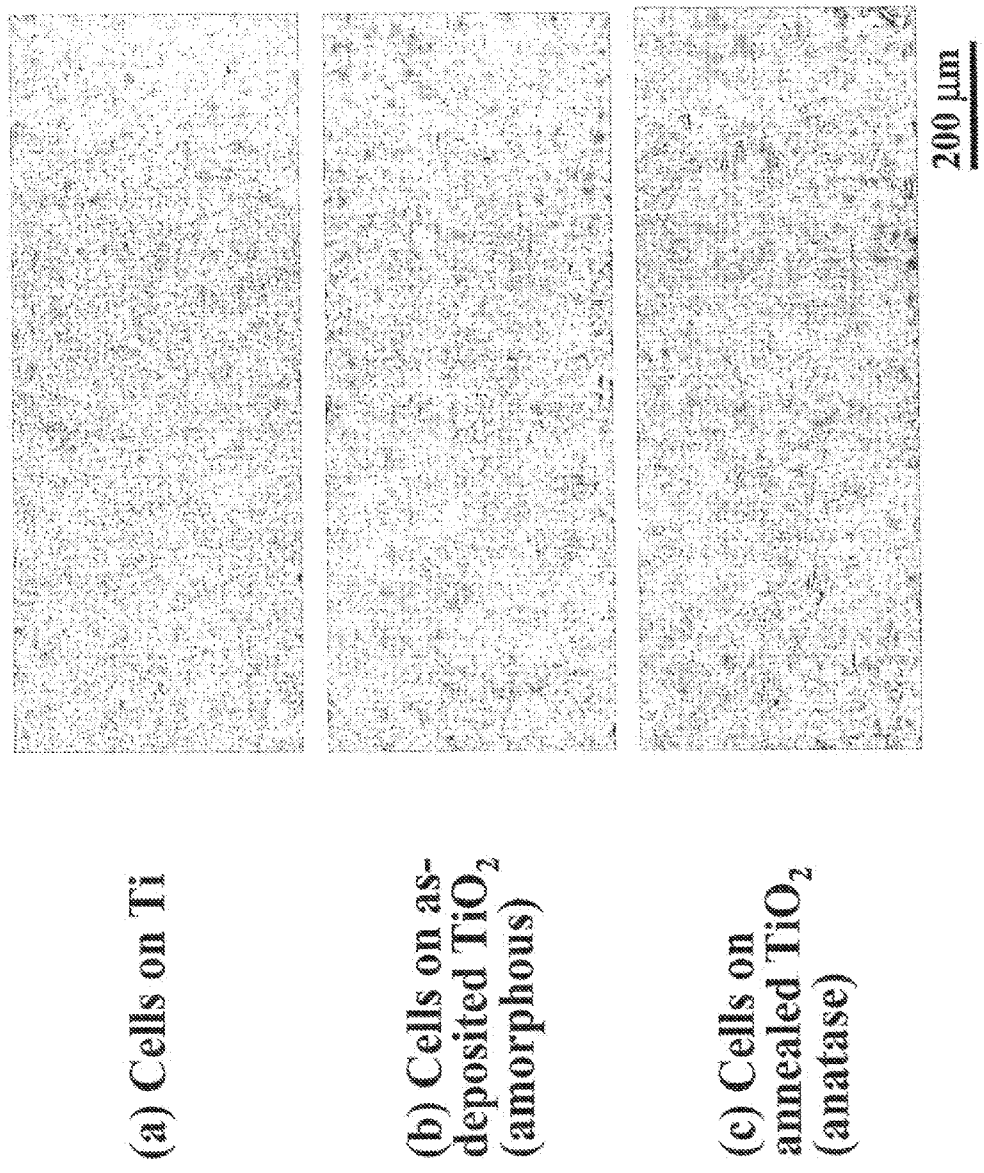 (a) Cells on Ti
(b) Cells on as-
deposited TiO₂
(amorphous)
(c) Cells on
annealed TiO₂
(anatase)
200 μm